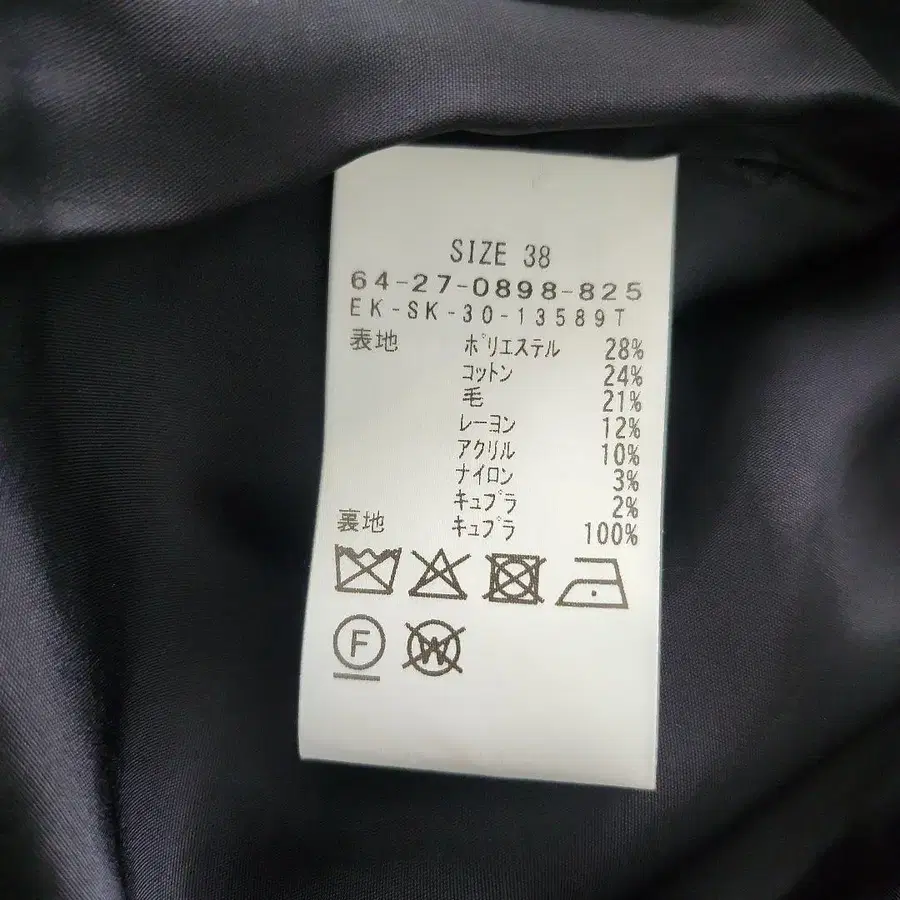 SIZE 38
64-27-0898-825
EK-SK-30-13589T
表地 ポリエステル 28%
コットン 24%
毛 21%
レーヨン 12%
アクリル 10%
ナイロン 3%
キュプラ 2%
裏地 キュプラ 100%
F W